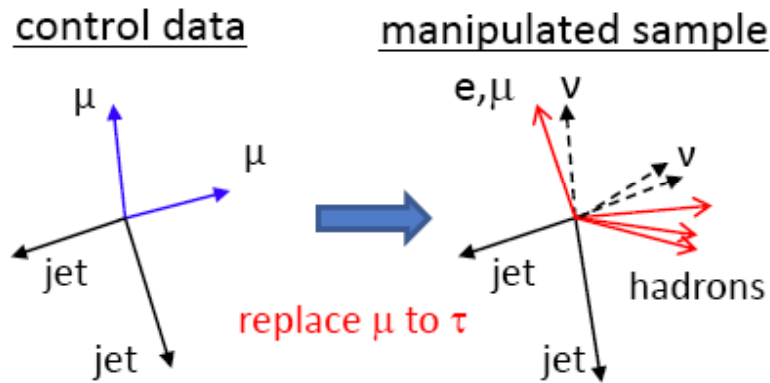 control data
μ
μ
jet
jet
replace μ to τ
manipulated sample
e,μ
ν
ν
jet
hadrons
jet